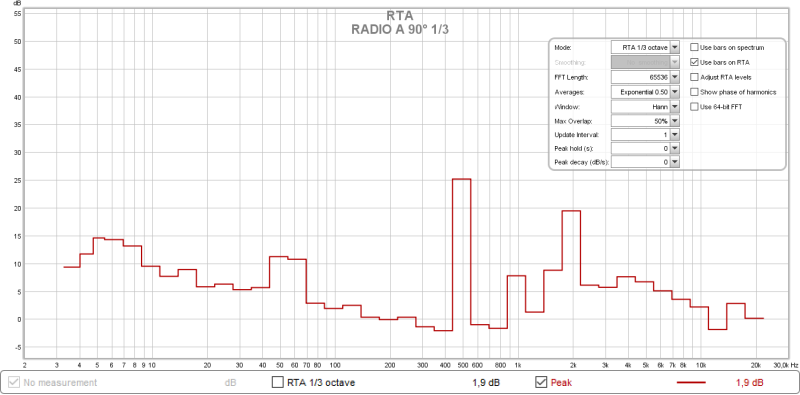 dB
RTA
RADIO A 90° 1/3
55
50
45
40
35
30
25
20
15
10
5
0
-5
Mode: RTA 1/3 octave Use bars on spectrum
Smoothing: Use bars on RTA
FFT Length: 65536 Adjust RTA levels
Averages: Exponential 0,50 Show phase of harmonics
Window: Hann Use 64-bit FFT
Max Overlap: 50%
Update Interval: 1
Peak hold (s): 0
Peak decay (dB/s): 0
2 3 4 5 6 7 8 9 10 20 30 40 50 60 80 100 200 300 400 500 600 800 1k 2k 3k 4k 5k 6k 7k 8k 10k 20k 30,0k Hz
No measurement dB RTA 1/3 octave 1,9 dB Peak 1,9 dB